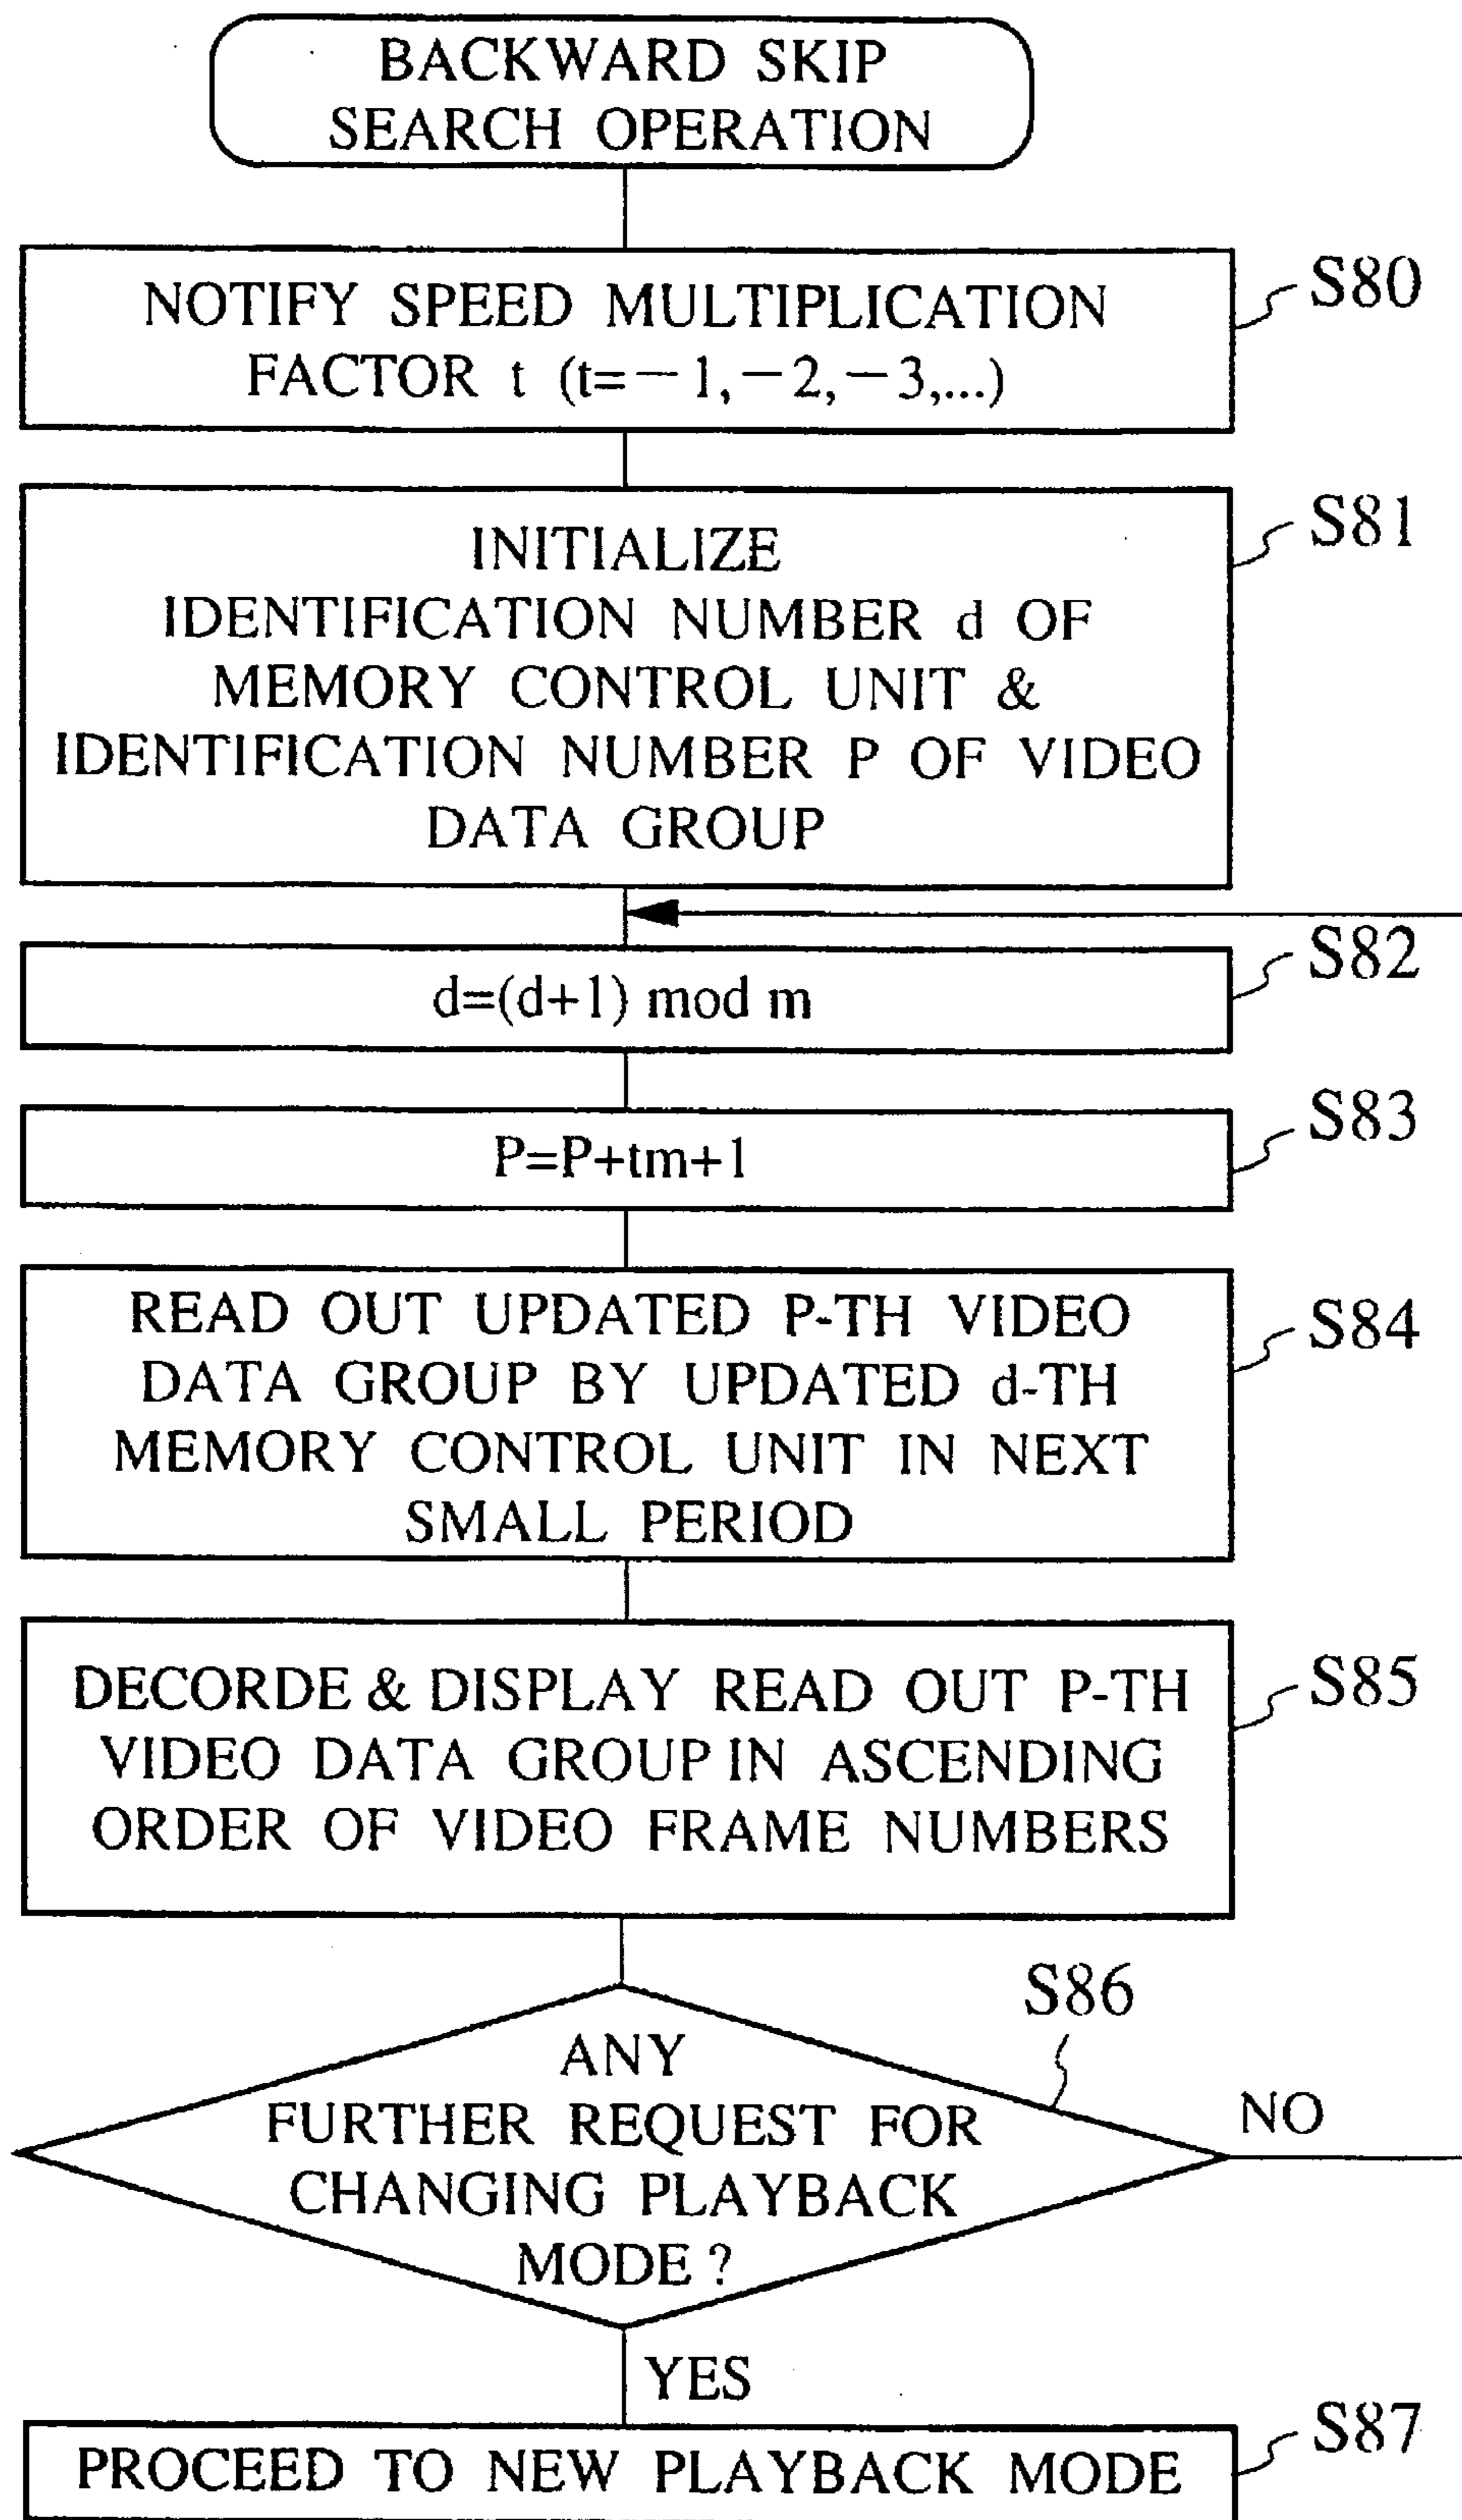 BACKWARD SKIP
SEARCH OPERATION
NOTIFY SPEED MULTIPLICATION
FACTOR t (t=−1,−2,−3,...)
S80
INITIALIZE
IDENTIFICATION NUMBER d OF
MEMORY CONTROL UNIT &
IDENTIFICATION NUMBER P OF VIDEO
DATA GROUP
S81
d=(d+1) mod m
S82
P=P+tm+1
S83
READ OUT UPDATED P-TH VIDEO
DATA GROUP BY UPDATED d-TH
MEMORY CONTROL UNIT IN NEXT
SMALL PERIOD
S84
DECORDE & DISPLAY READ OUT P-TH
VIDEO DATA GROUP IN ASCENDING
ORDER OF VIDEO FRAME NUMBERS
S85
ANY
FURTHER REQUEST FOR
CHANGING PLAYBACK
MODE ?
S86
NO
YES
PROCEED TO NEW PLAYBACK MODE
S87